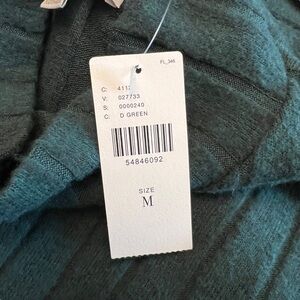 FL_346
C: 411
V: 027733
S: 0000240
C: D GREEN
54846092
SIZE
M